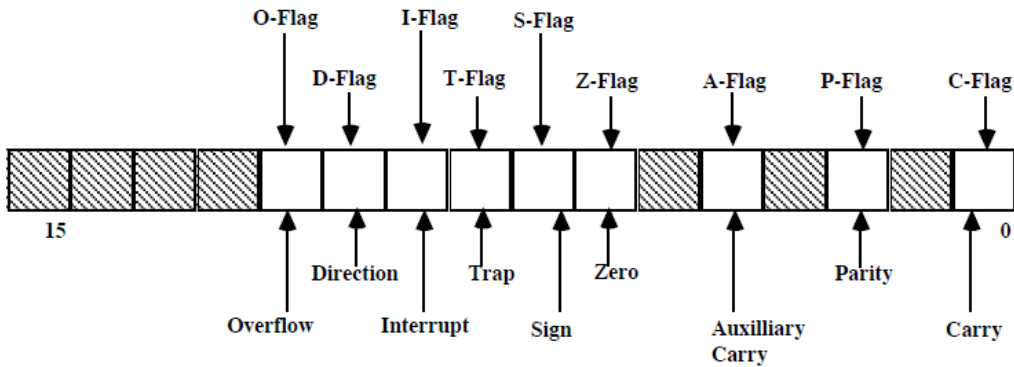 O-Flag I-Flag S-Flag
D-Flag T-Flag Z-Flag A-Flag P-Flag C-Flag
15 0
Direction Trap Zero Parity
Overflow Interrupt Sign Auxilliary Carry
Carry